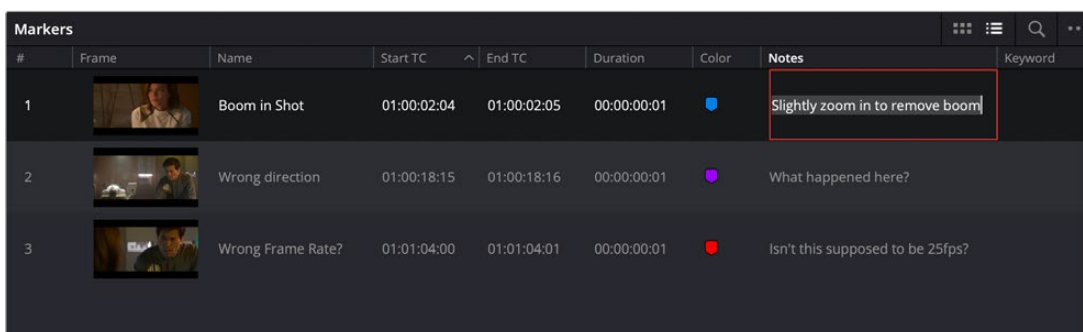 Markers
# Frame Name Start TC End TC Duration Color Notes Keyword
1 Boom in Shot 01:00:02:04 01:00:02:05 00:00:00:01 Slightly zoom in to remove boom
2 Wrong direction 01:00:18:15 01:00:18:16 00:00:00:01 What happened here?
3 Wrong Frame Rate? 01:01:04:00 01:01:04:01 00:00:00:01 Isn't this supposed to be 25fps?